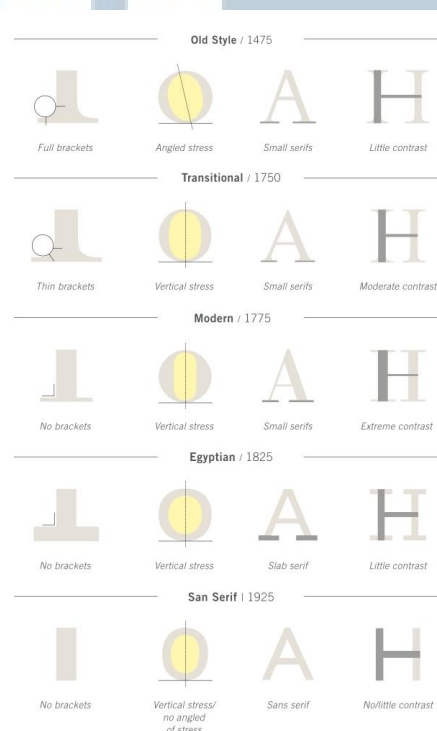 Old Style / 1475
Full brackets
Angled stress
Small serifs
Little contrast
Transitional / 1750
Thin brackets
Vertical stress
Small serifs
Moderate contrast
Modern / 1775
No brackets
Vertical stress
Small serifs
Extreme contrast
Egyptian / 1825
No brackets
Vertical stress
Slab serif
Little contrast
San Serif | 1925
No brackets
Vertical stress/
no angled
of stress
Sans serif
No/little contrast